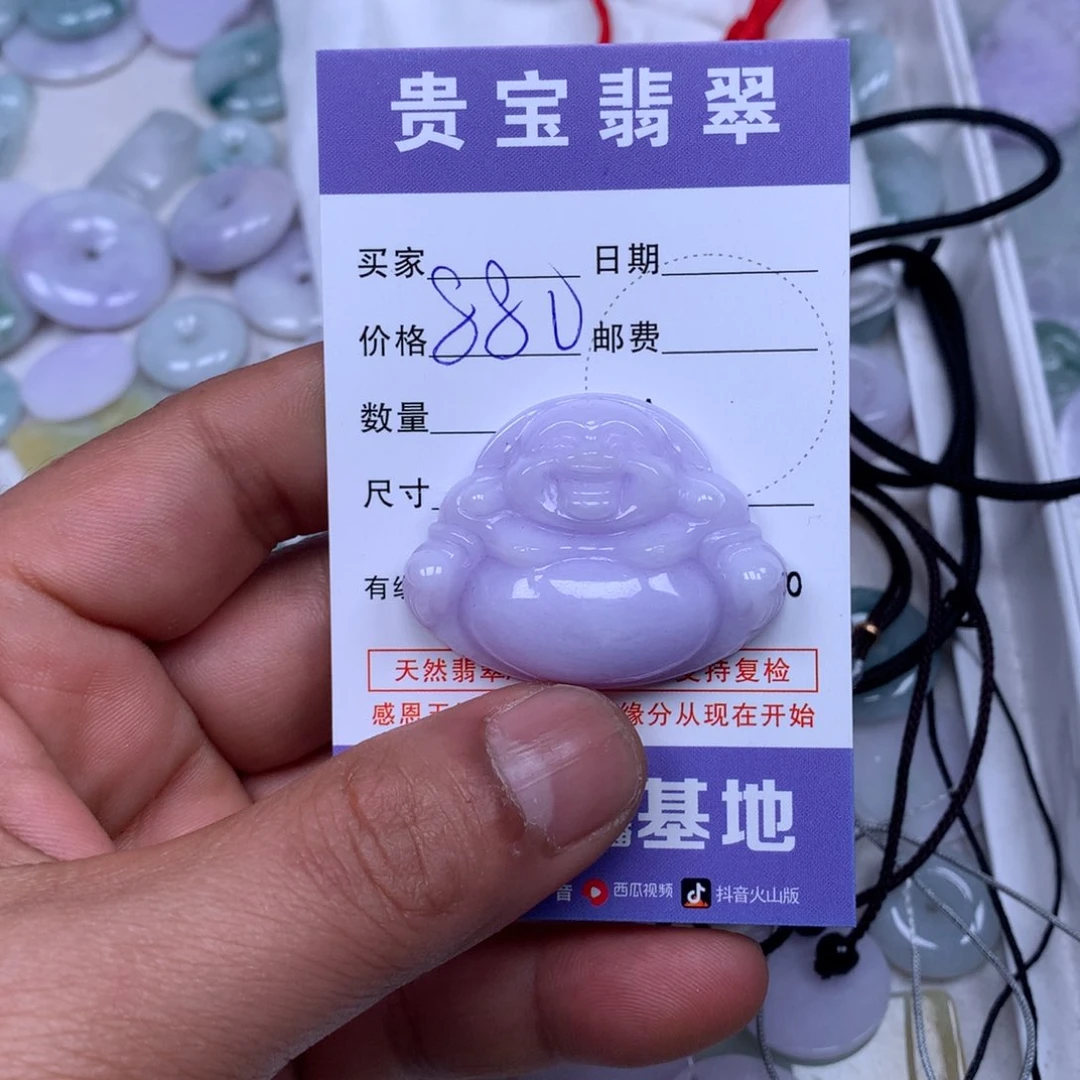 贵宝翡翠
买家 日期
价格 880 邮费
数量
尺寸
有 0
天然翡翠 支持复检
感恩 缘分从现在开始
基地
音 西瓜视频 抖音火山版